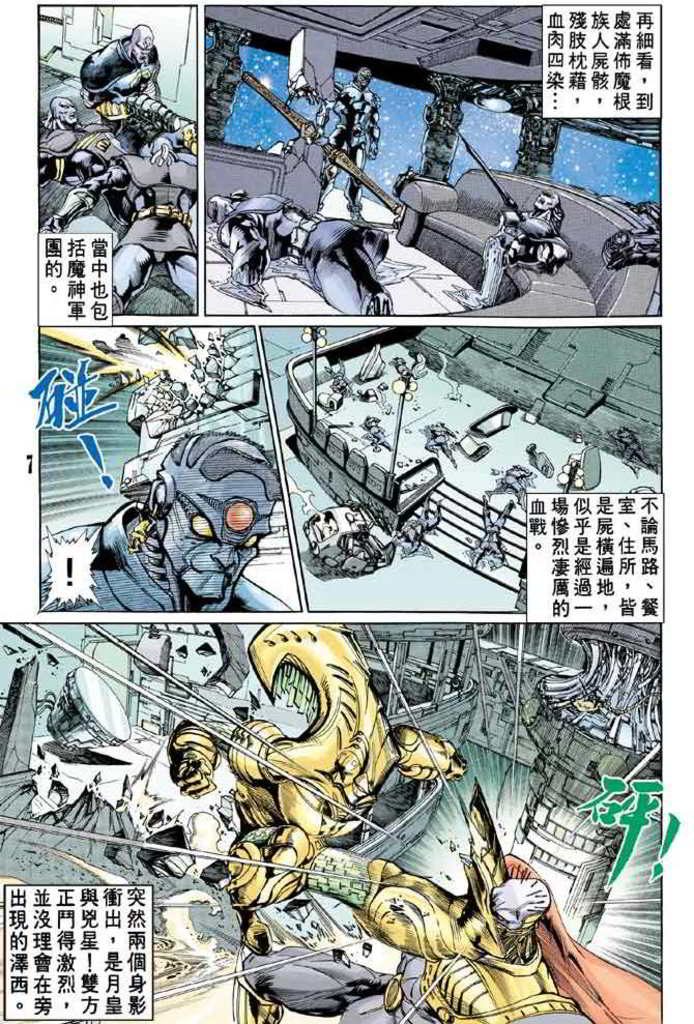 再細看，到
處滿佈魔根
族人屍骸，
殘肢枕藉，
血肉四染…
當中也包
括魔神軍
團的。
碰！
！
不論馬路、餐
室、住所，皆
是屍橫遍地，
似乎是經過一
場慘烈凄厲的
血戰。
7
砰！
突然兩個身影
衝出，是月皇
與兇星！雙方
正鬥得激烈，
並沒理會在旁
出現的澤西。